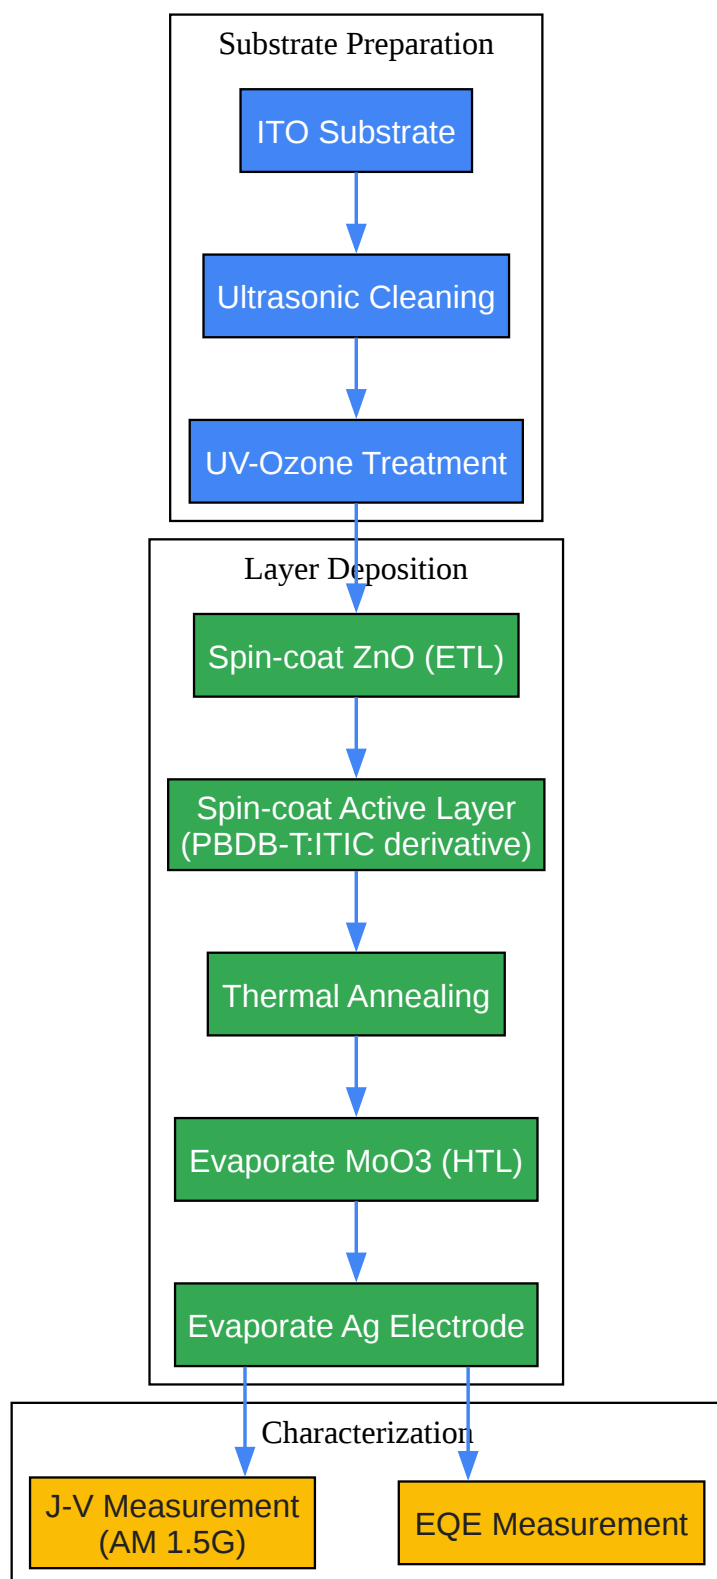 Substrate Preparation
ITO Substrate
Ultrasonic Cleaning
UV-Ozone Treatment
Layer Deposition
Spin-coat ZnO (ETL)
Spin-coat Active Layer
(PBDB-T:ITIC derivative)
Thermal Annealing
Evaporate MoO3 (HTL)
Evaporate Ag Electrode
Characterization
J-V Measurement
(AM 1.5G)
EQE Measurement